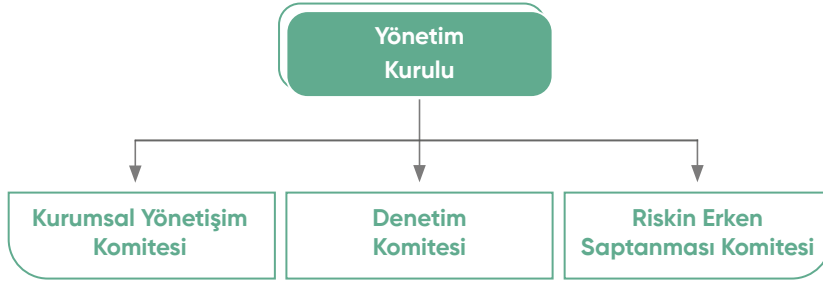 Yönetim
Kurulu
Kurumsal Yönetişim
Komitesi
Denetim
Komitesi
Riskin Erken
Saptanması Komitesi